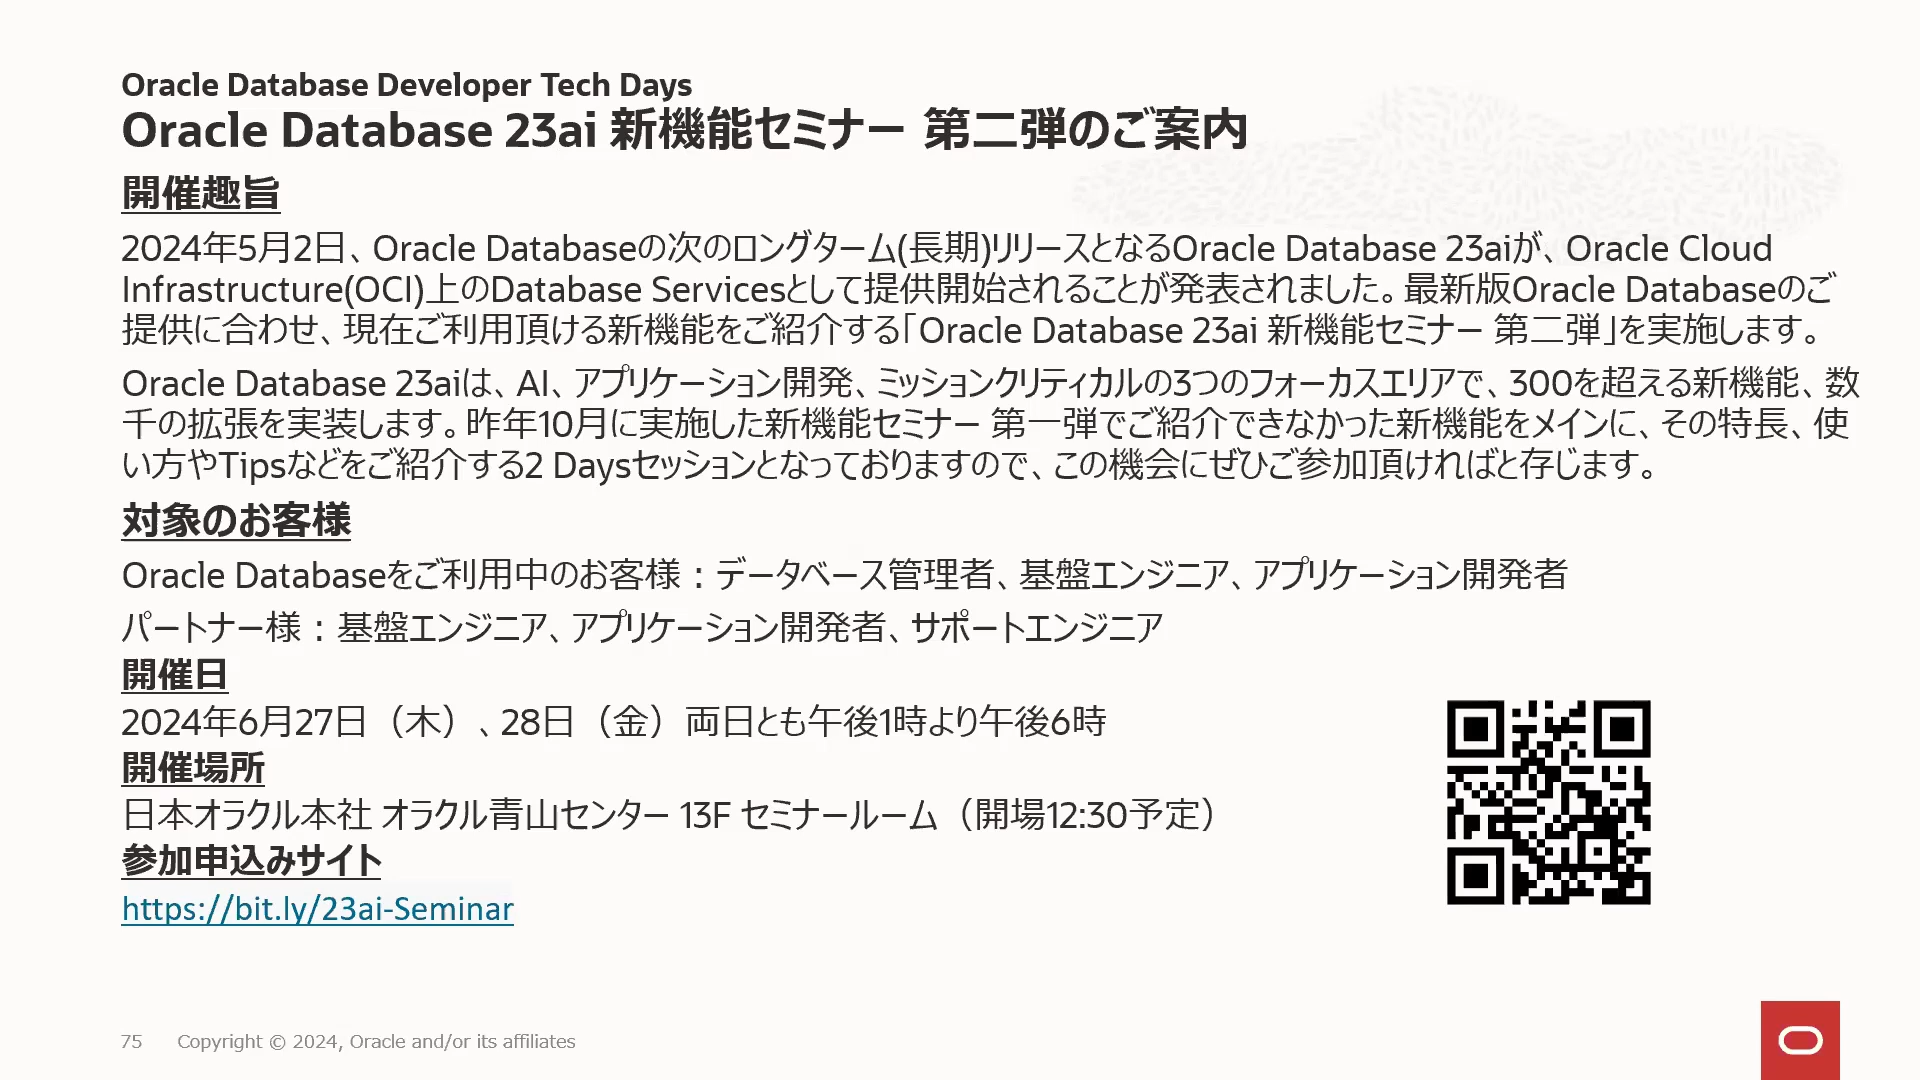 Oracle Database Developer Tech Days
Oracle Database 23ai 新機能セミナー 第二弾のご案内
開催趣旨
2024年5月2日、Oracle Databaseの次のロングターム(長期)リリースとなるOracle Database 23aiが、Oracle Cloud
Infrastructure(OCI)上のDatabase Servicesとして提供開始されることが発表されました。最新版Oracle Databaseのご
提供に合わせ、現在ご利用頂ける新機能をご紹介する「Oracle Database 23ai 新機能セミナー 第二弾」を実施します。
Oracle Database 23aiは、AI、アプリケーション開発、ミッションクリティカルの3つのフォーカスエリアで、300を超える新機能、数
千の拡張を実装します。昨年10月に実施した新機能セミナー 第一弾でご紹介できなかった新機能をメインに、その特長、使
い方やTipsなどをご紹介する2 Daysセッションとなっておりますので、この機会にぜひご参加頂ければと存じます。
対象のお客様
Oracle Databaseをご利用中のお客様：データベース管理者、基盤エンジニア、アプリケーション開発者
パートナー様：基盤エンジニア、アプリケーション開発者、サポートエンジニア
開催日
2024年6月27日（木）、28日（金）両日とも午後1時より午後6時
開催場所
日本オラクル本社 オラクル青山センター 13F セミナールーム（開場12:30予定）
参加申込みサイト
https://bit.ly/23ai-Seminar
75 Copyright © 2024, Oracle and/or its affiliates